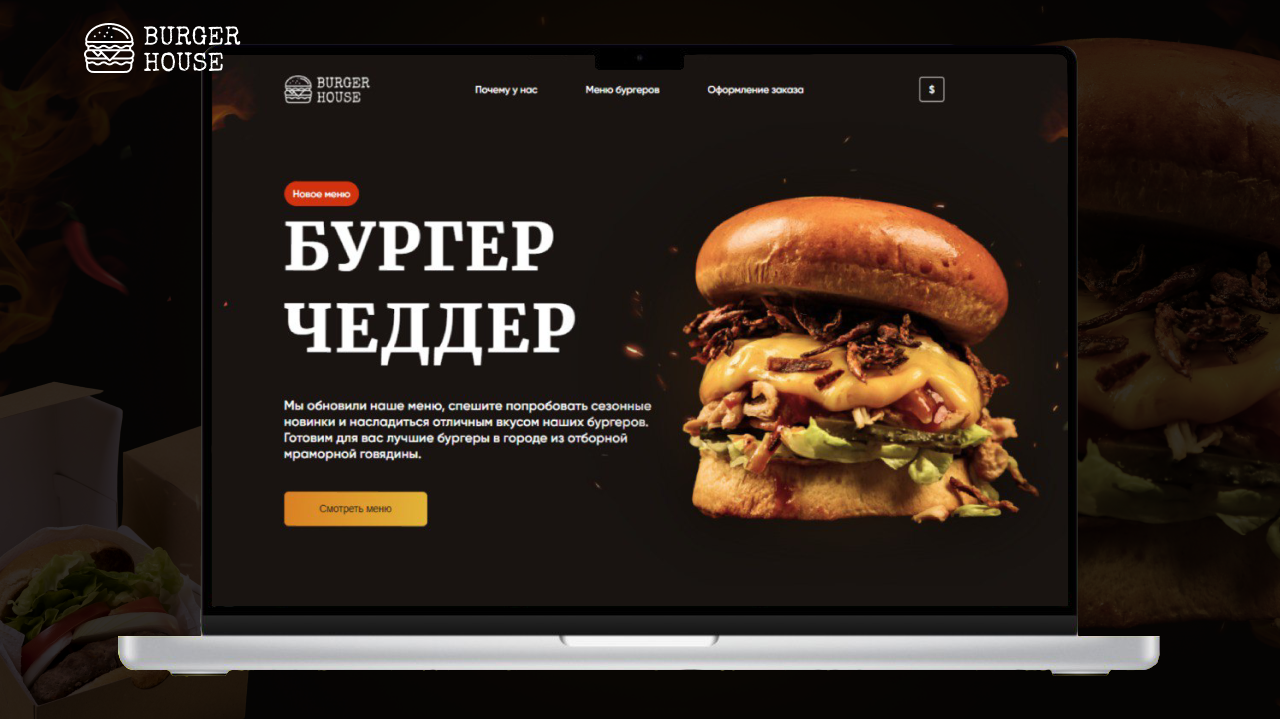 BURGER
HOUSE
BURGER
HOUSE
Почему у нас
Меню бургеров
Оформление заказа
$
Новое меню
БУРГЕР
ЧЕДДЕР
Мы обновили наше меню, спешите попробовать сезонные
новинки и насладиться отличным вкусом наших бургеров.
Готовим для вас лучшие бургеры в городе из отборной
мраморной говядины.
Смотреть меню